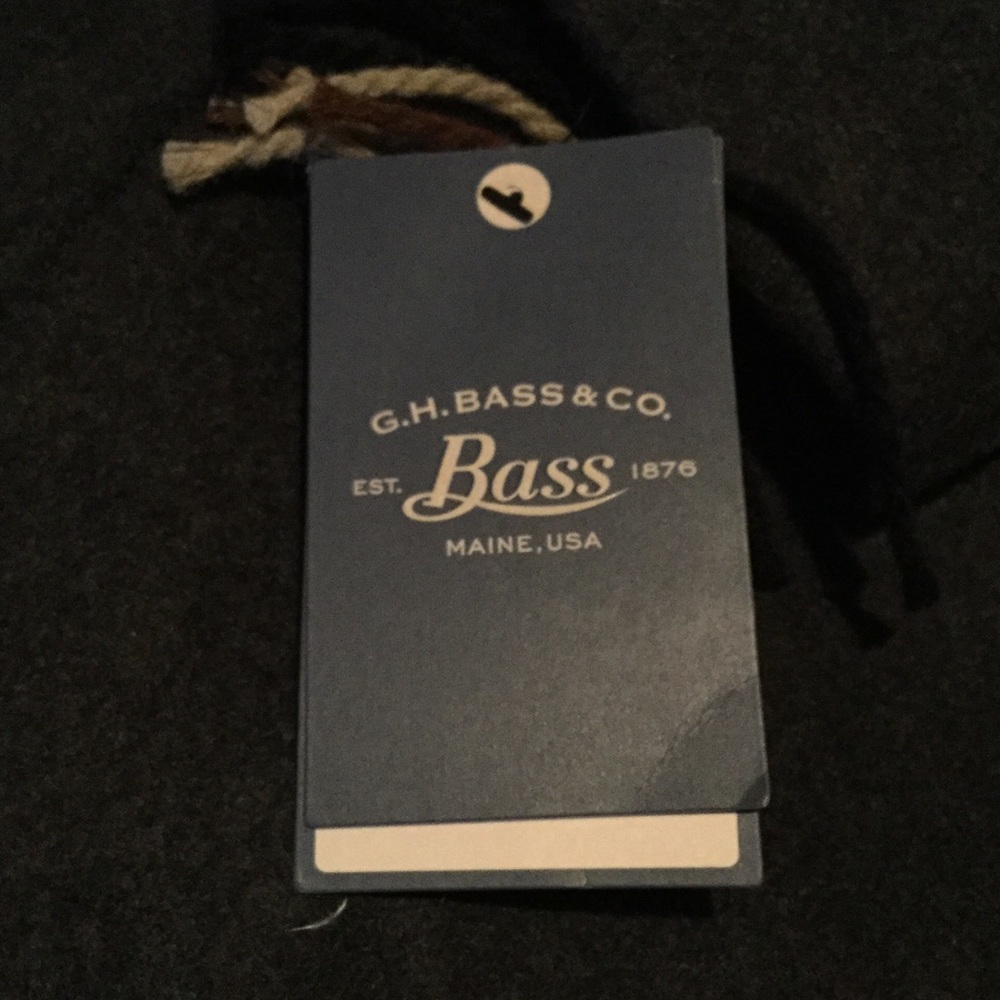 G.H. BASS & CO.
EST. Bass 1876
MAINE, USA